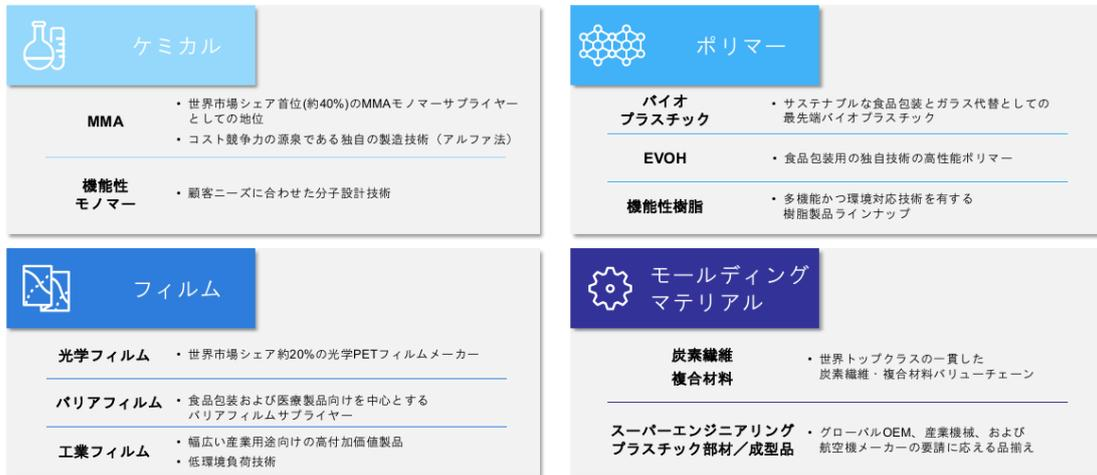 ケミカル
MMA
• 世界市場シェア首位(約40%)のMMAモノマーサプライヤー
としての地位
• コスト競争力の源泉である独自の製造技術（アルファ法）
機能性
モノマー
• 顧客ニーズに合わせた分子設計技術
ポリマー
バイオ
プラスチック
• サステナブルな食品包装とガラス代替としての
最先端バイオプラスチック
EVOH
• 食品包装用の独自技術の高性能ポリマー
機能性樹脂
• 多機能かつ環境対応技術を有する
樹脂製品ラインナップ
フィルム
光学フィルム
• 世界市場シェア約20%の光学PETフィルムメーカー
バリアフィルム
• 食品包装および医療製品向けを中心とする
バリアフィルムサプライヤー
工業フィルム
• 幅広い産業用途向けの高付加価値製品
• 低環境負荷技術
モールディング
マテリアル
炭素繊維
複合材料
• 世界トップクラスの一貫した
炭素繊維・複合材料バリューチェーン
スーパーエンジニアリング
プラスチック部材／成型品
• グローバルOEM、産業機械、および
航空機メーカーの要請に応える品揃え